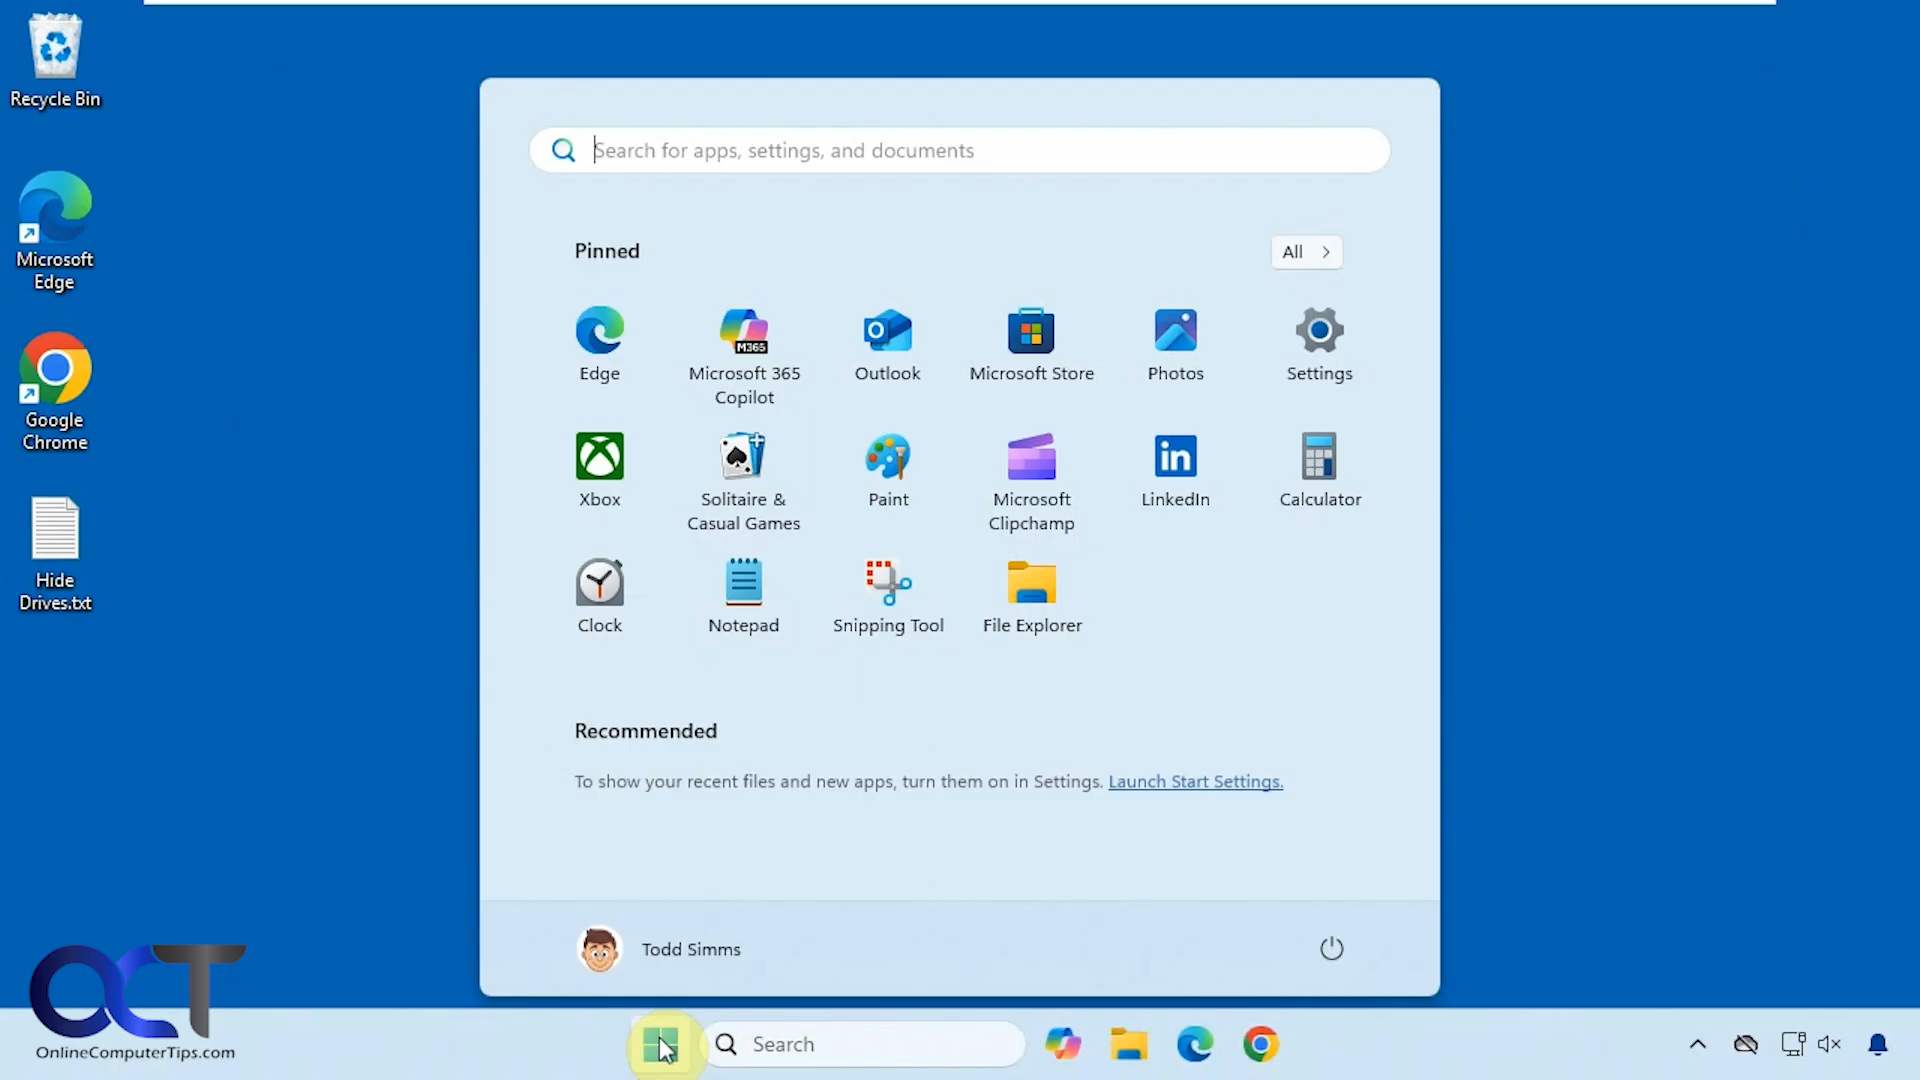 Recycle Bin
Microsoft
Edge
Google
Chrome
Hide
Drives.txt
Search for apps, settings, and documents
Pinned
All
Edge
Microsoft 365
Copilot
M365
Outlook
Microsoft Store
Photos
Settings
Xbox
Solitaire &
Casual Games
Paint
Microsoft
Clipchamp
in
LinkedIn
Calculator
Clock
Notepad
Snipping Tool
File Explorer
Recommended
To show your recent files and new apps, turn them on in Settings. Launch Start Settings.
Todd Simms
OCT
OnlineComputerTips.com
Search